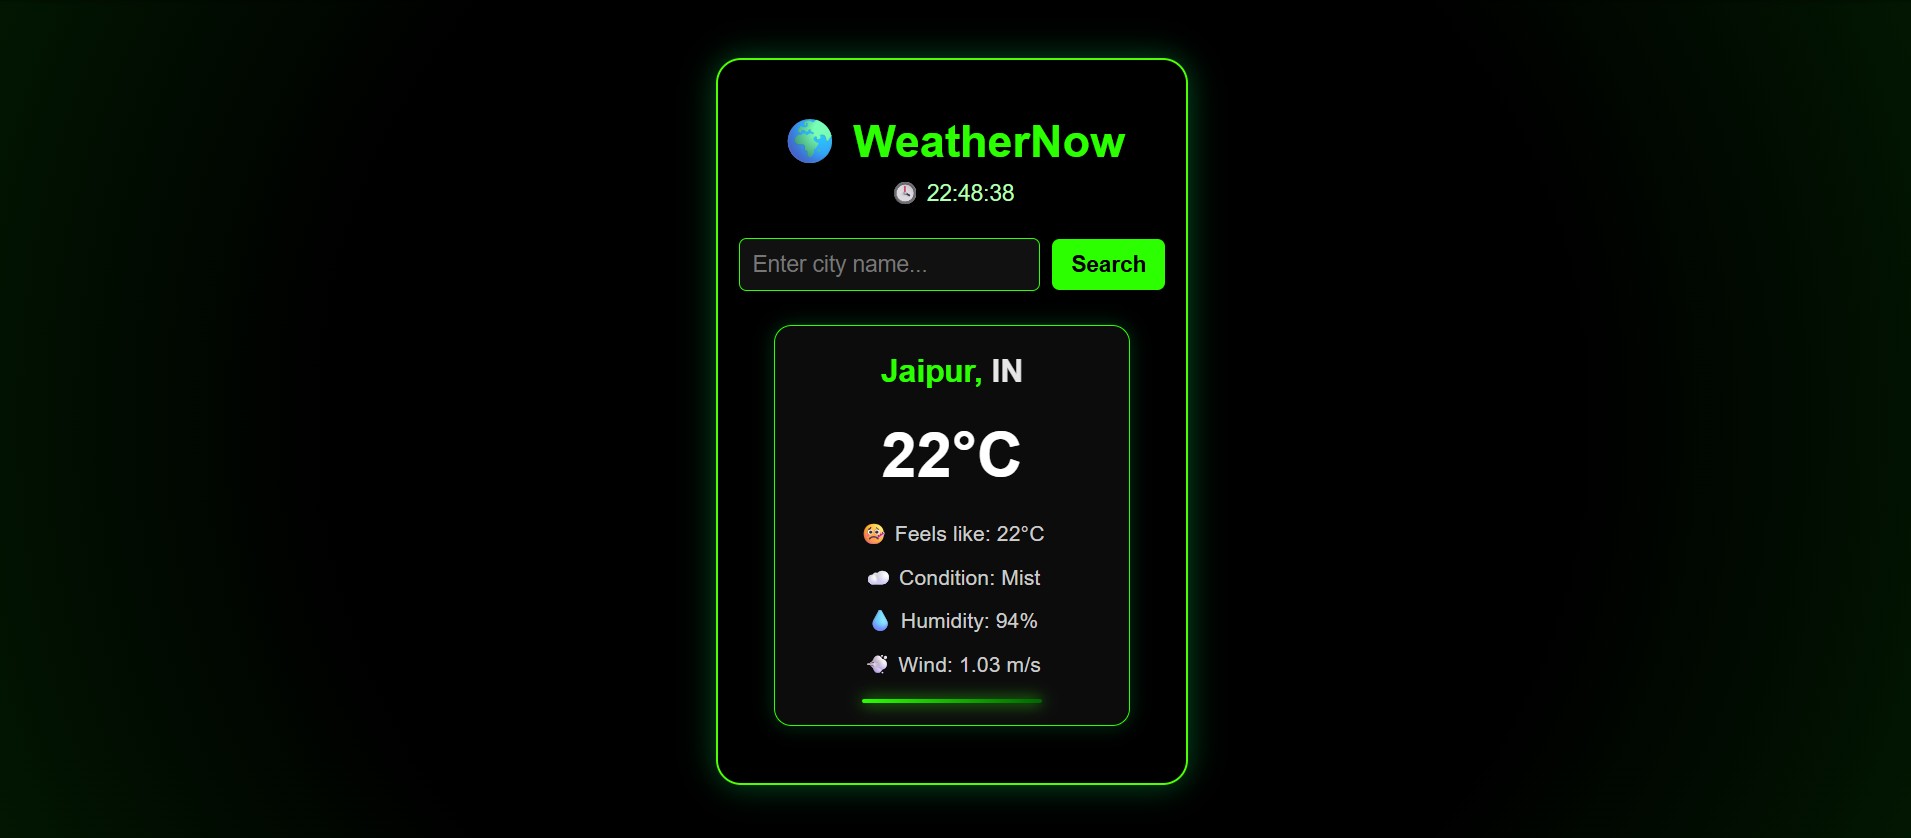 WeatherNow
22:48:38
Enter city name...
Search
Jaipur, IN
22°C
Feels like: 22°C
Condition: Mist
Humidity: 94%
Wind: 1.03 m/s